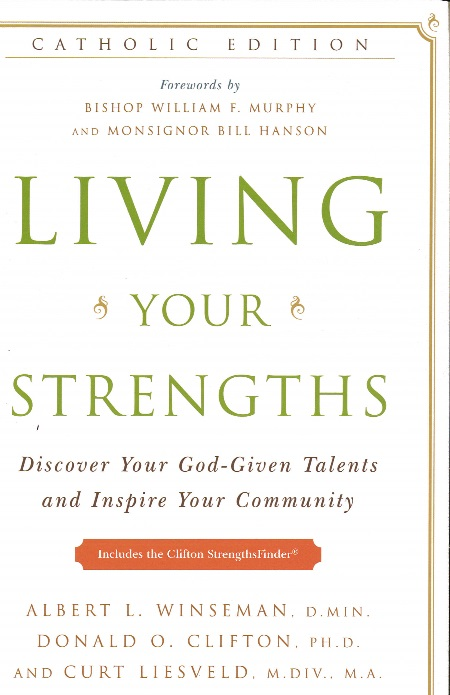 CATHOLIC EDITION
Forewords by
BISHOP WILLIAM F. MURPHY
AND MONSIGNOR BILL HANSON
LIVING
YOUR
STRENGTHS
Discover Your God-Given Talents
and Inspire Your Community
Includes the Clifton StrengthsFinder®
ALBERT L. WINSEMAN, D.MIN.
DONALD O. CLIFTON, PH.D.
AND CURT LIESVELD, M.DIV., M.A.